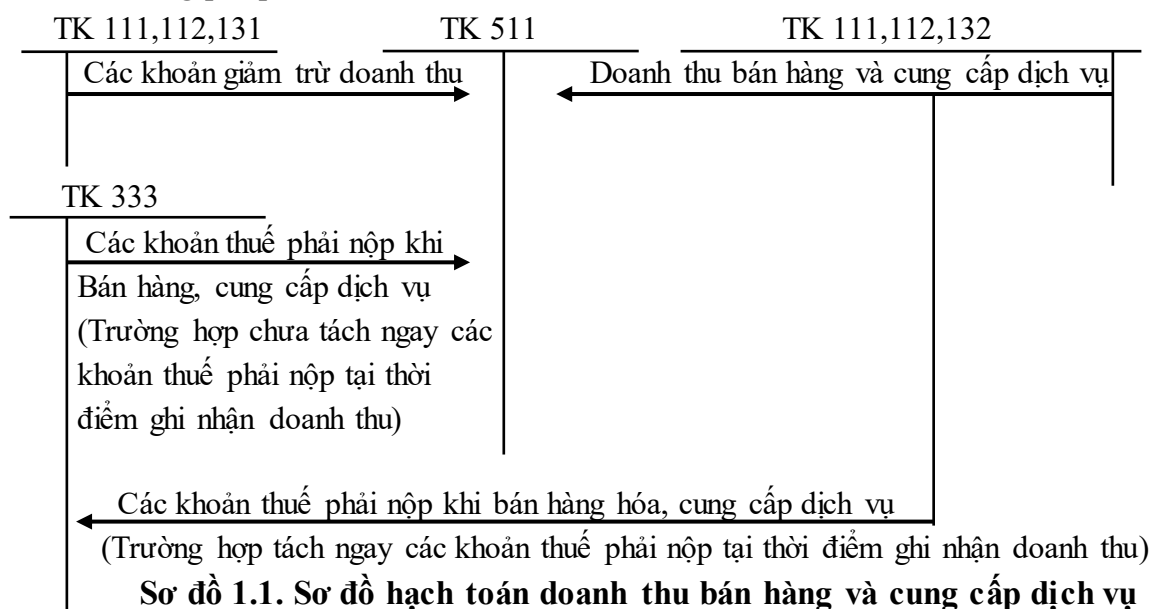 TK 111,112,131
TK 511
TK 111,112,132
Các khoản giảm trừ doanh thu
Doanh thu bán hàng và cung cấp dịch vụ
TK 333
Các khoản thuế phải nộp khi
Bán hàng, cung cấp dịch vụ
(Trường hợp chưa tách ngay các
khoản thuế phải nộp tại thời
điểm ghi nhận doanh thu)
Các khoản thuế phải nộp khi bán hàng hóa, cung cấp dịch vụ
(Trường hợp tách ngay các khoản thuế phải nộp tại thời điểm ghi nhận doanh thu)
Sơ đồ 1.1. Sơ đồ hạch toán doanh thu bán hàng và cung cấp dịch vụ